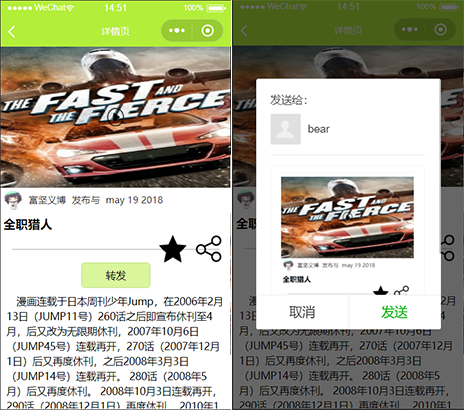 WeChat
14:51
100%
详情页
THE FAST AND
THE FIERCE
富坚义博 发布与 may 19 2018
全职猎人
转发
漫画连载于日本周刊少年Jump，在2006年2月
13日（JUMP11号）260话之后即宣布休刊至4
月，后又改为无限期休刊，2007年10月6日
（JUMP45号）连载再开，270话（2007年12月
1日）后又再度休刊，之后2008年3月3日
（JUMP14号）连载再开。 280话（2008年5
月）后又再度休刊。 2008年10月3日连载再开，
290话（2008年12月1日）再度休刊。 2010年1
WeChat
14:51
100%
详情页
发送给：
bear
THE FAST AND
THE FIERCE
富坚义博 发布与 may 19 2018
全职猎人
取消
发送
（JUMP45号）连载再开，270话（2007年12月
1日）后又再度休刊，之后2008年3月3日
（JUMP14号）连载再开。 280话（2008年5
月）后又再度休刊。 2008年10月3日连载再开，
290话（2008年12月1日）再度休刊。 2010年1